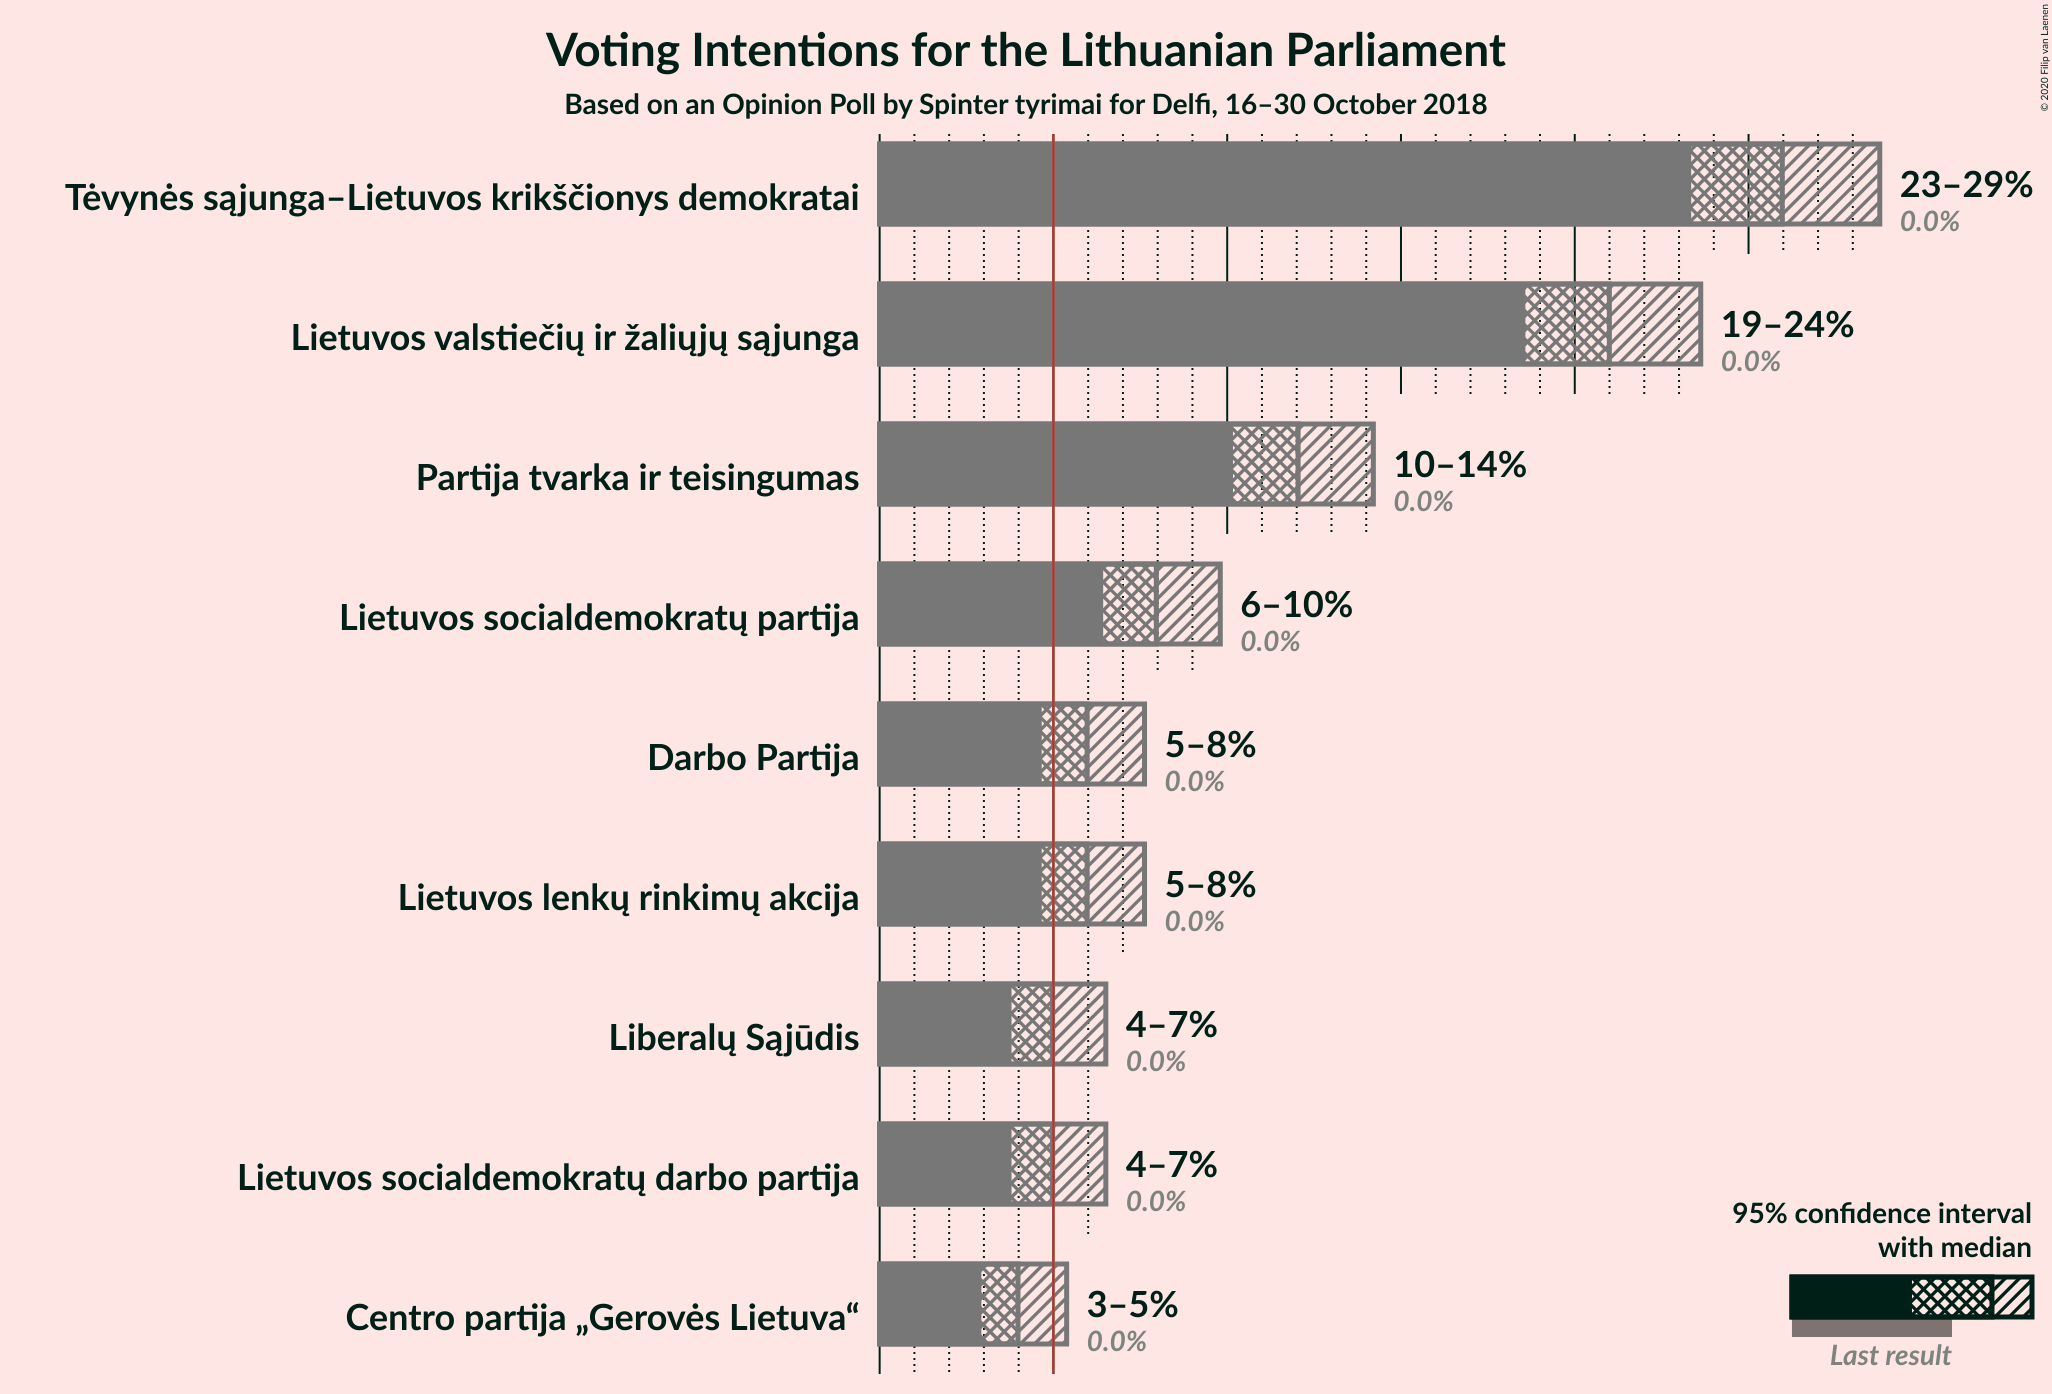 Voting Intentions for the Lithuanian Parliament
Based on an Opinion Poll by Spinter tyrimai for Delfi, 16–30 October 2018
© 2020 Filip van Laenen
Tėvynės sąjunga–Lietuvos krikščionys demokratai
23–29%
0.0%
Lietuvos valstiečių ir žaliųjų sąjunga
19–24%
0.0%
Partija tvarka ir teisingumas
10–14%
0.0%
Lietuvos socialdemokratų partija
6–10%
0.0%
Darbo Partija
5–8%
0.0%
Lietuvos lenkų rinkimų akcija
5–8%
0.0%
Liberalų Sąjūdis
4–7%
0.0%
Lietuvos socialdemokratų darbo partija
4–7%
0.0%
Centro partija „Gerovės Lietuva“
3–5%
0.0%
95% confidence interval
with median
Last result